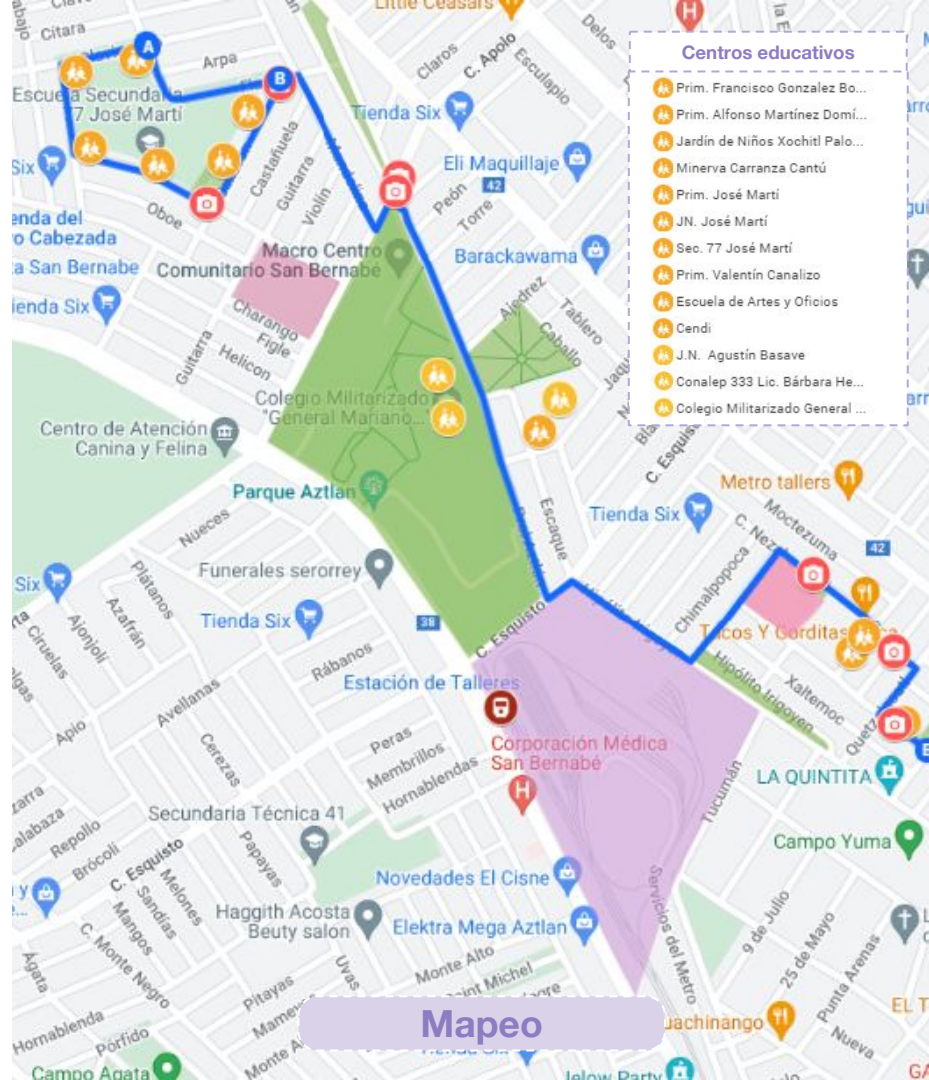 Little Ceasars
Citara
Claros
C. Apolo
Delos
Esculapio
Arpa
A
B
77 José Martí
Tienda Six
Eli Maquillaje
42
Six
Castañuela
Guitarra
Violín
Peón
Torre
Oboe
Macro Centro
Comunitario San Bernabé
Barackawama
Charango
Figle
Helicon
Guitarra
Ajedrez
Tablero
Caballo
Centros educativos
Prim. Francisco Gonzalez Bo...
Prim. Alfonso Martínez Domí...
Jardín de Niños Xochitl Palo...
Minerva Carranza Cantú
Prim. José Martí
JN. José Martí
Sec. 77 José Martí
Prim. Valentín Canalizo
Escuela de Artes y Oficios
Cendi
J.N. Agustín Basave
Conalep 333 Lic. Bárbara He...
Colegio Militarizado General ...
Colegio Militarizado
"General Mariano...
Centro de Atención
Canina y Felina
Parque Aztlan
C. Esquisto
Metro tallers
Tienda Six
Moctezuma
42
Escaque
Nueces
Plátanos
Azafrán
Ajonjolí
Ciruelas
Six
Funerales serorrey
Tienda Six
38
C. Esquisto
Chimalpopoca
Hipólito Irigoyen
Xaltemoc
Rábanos
Estación de Talleres
Apio
Avellanas
Cerezas
Peras
Membrillos
Hornablendas
Corporación Médica
San Bernabé
H
LA QUINTITA
Tucumán
Campo Yuma
Secundaria Técnica 41
Repollo
Brócoli
C. Esquisto
Papayas
Melones
Sandías
Mangos
Novedades El Cisne
Servicios del Metro
Haggith Acosta
Beuty salon
Elektra Mega Aztlan
9 de Julio
25 de Mayo
Punta Arenas
C. Monte Negro
Ágata
Uvas
Monte Alto
Pitayas
Hornablenda
Pórfido
Nueva
Mapeo
Campo Agata